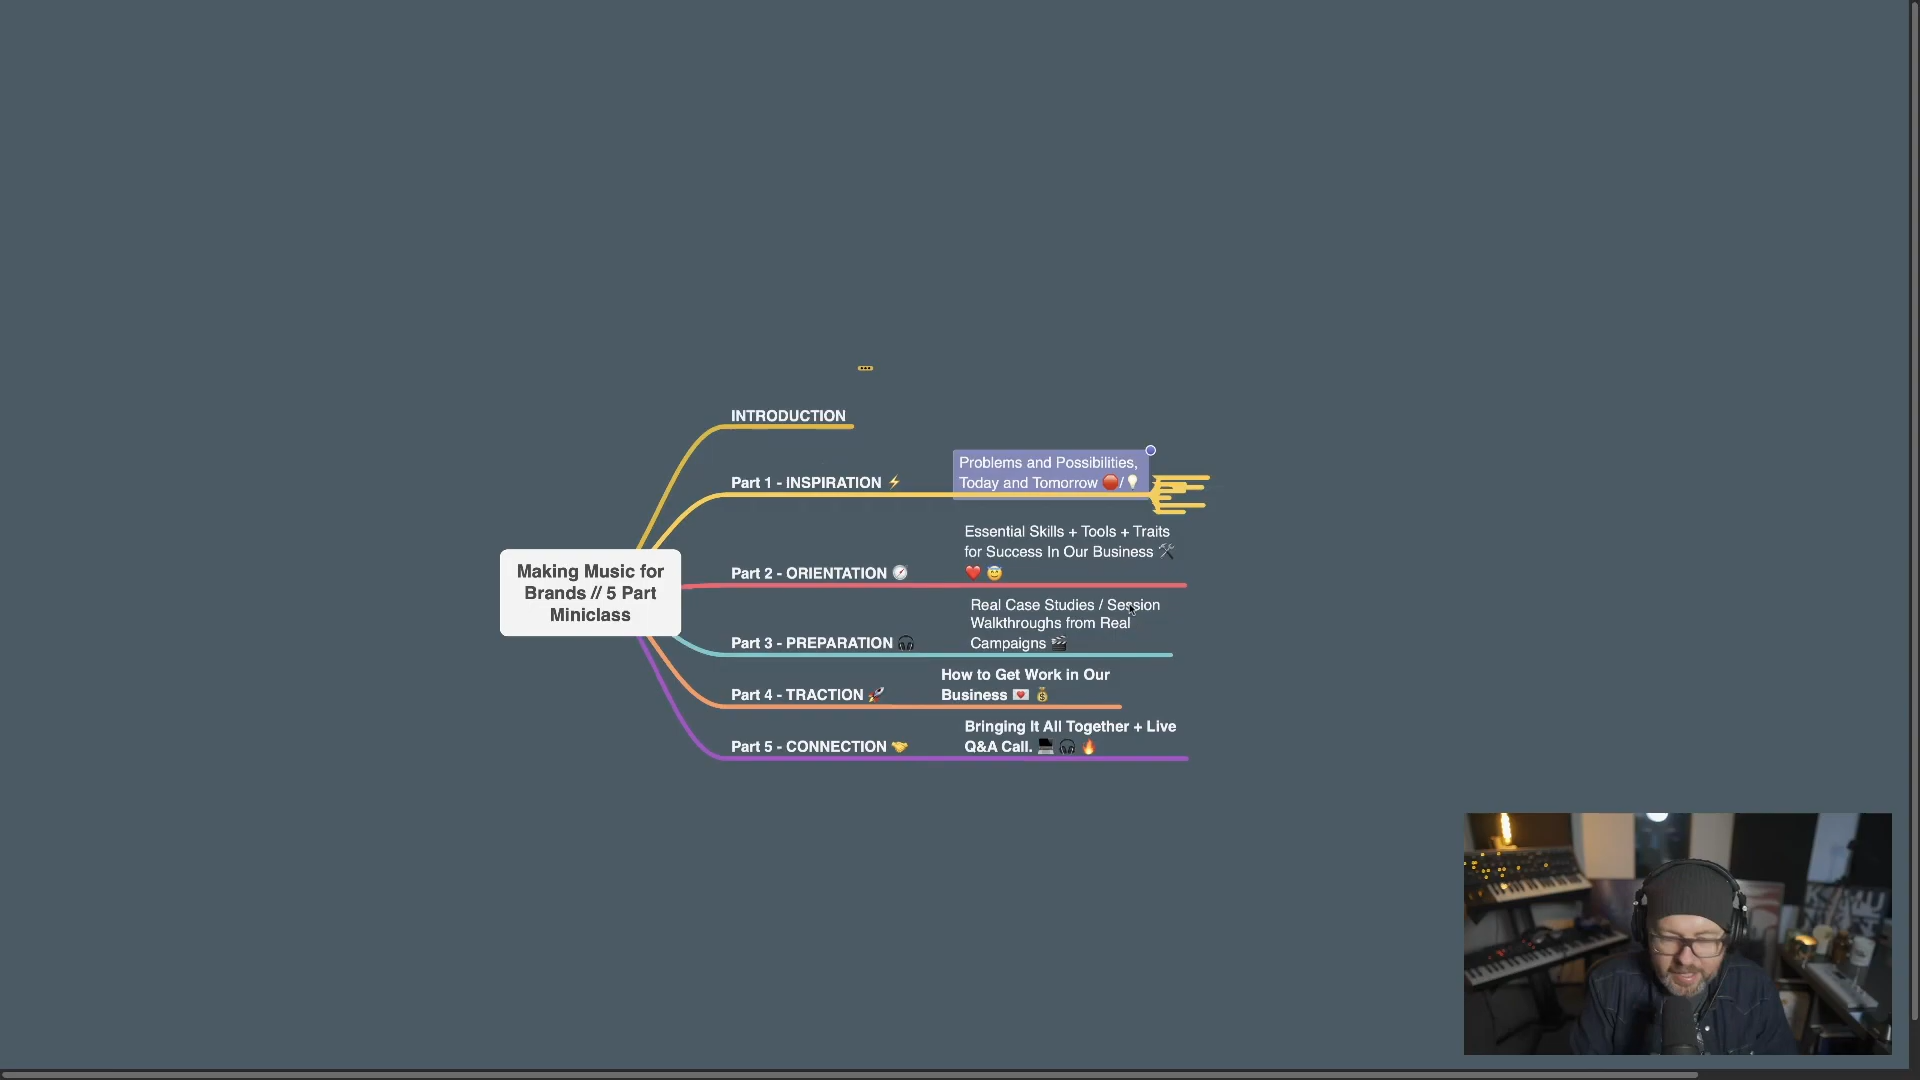 INTRODUCTION
Part 1 - INSPIRATION ⚡
Problems and Possibilities,
Today and Tomorrow 🛑/💡
Making Music for
Brands // 5 Part
Miniclass
Part 2 - ORIENTATION 🧭
Essential Skills + Tools + Traits
for Success In Our Business 🛠️
❤️ 😇
Part 3 - PREPARATION 🎧
Real Case Studies / Session
Walkthroughs from Real
Campaigns 🎬
Part 4 - TRACTION 🚀
How to Get Work in Our
Business 💌 💰
Part 5 - CONNECTION 🤝
Bringing It All Together + Live
Q&A Call. 💻 🎧 🔥